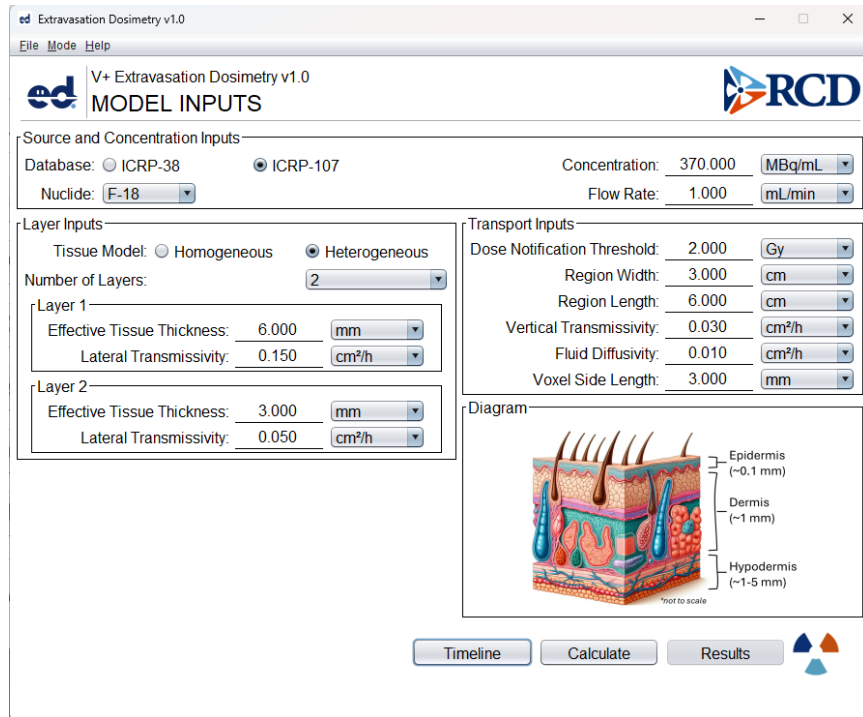 ed Extravasation Dosimetry v1.0
File Mode Help
ed
V+ Extravasation Dosimetry v1.0
MODEL INPUTS
RCD
Source and Concentration Inputs
Database: ICRP-38 ICRP-107 Concentration: 370.000 MBq/mL
Nuclide: F-18 Flow Rate: 1.000 mL/min
Layer Inputs
Tissue Model: Homogeneous Heterogeneous
Number of Layers: 2
Layer 1
Effective Tissue Thickness: 6.000 mm
Lateral Transmissivity: 0.150 cm²/h
Layer 2
Effective Tissue Thickness: 3.000 mm
Lateral Transmissivity: 0.050 cm²/h
Transport Inputs
Dose Notification Threshold: 2.000 Gy
Region Width: 3.000 cm
Region Length: 6.000 cm
Vertical Transmissivity: 0.030 cm²/h
Fluid Diffusivity: 0.010 cm²/h
Voxel Side Length: 3.000 mm
Diagram
Epidermis
(~0.1 mm)
Dermis
(~1 mm)
Hypodermis
(~1-5 mm)
*not to scale
Timeline Calculate Results